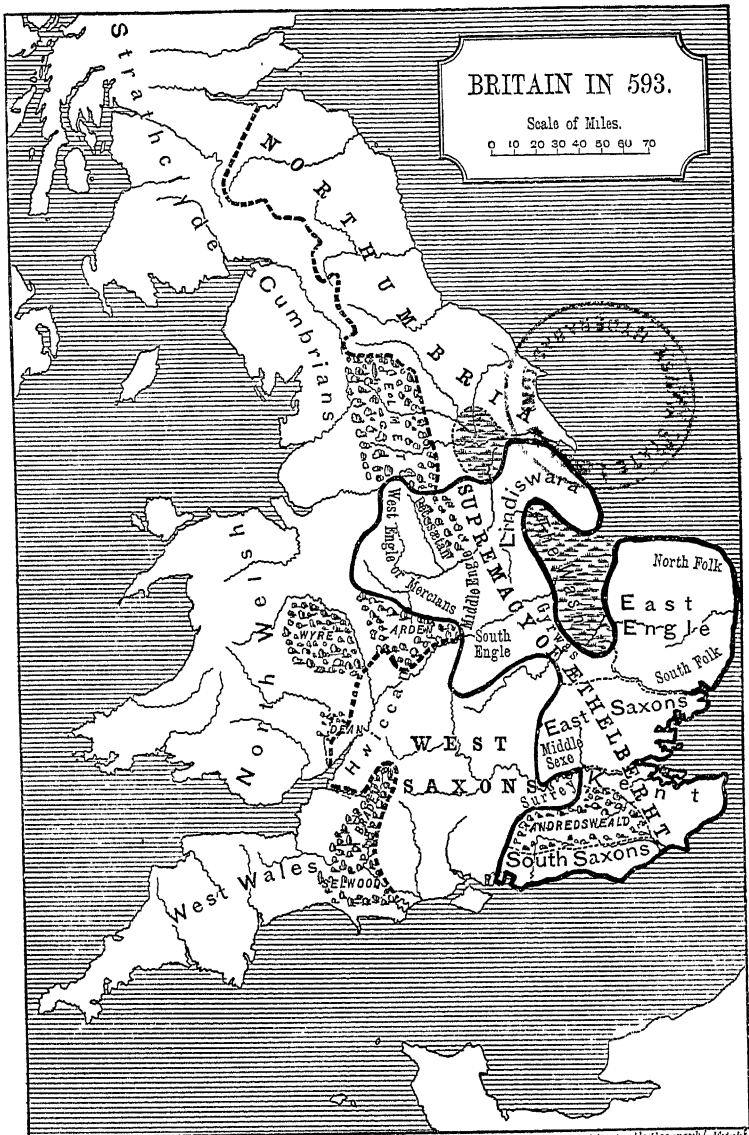 BRITAIN IN 593.
Scale of Miles.
0 10 20 30 40 50 60 70
Strathclyde
NORTHUMBRIA
Cumbrians
ELMET
Lindiswara
SUPREMACY OF ÆTHELBERHT
West Engle or Mercians
Pecsætan
Middle Engle
The Wash
Gyrwas
North Folk
East
Engle
South Folk
North Welsh
WYRE
ARDEN
South
Engle
DEAN
Hwiccas
WEST
SAXONS
East Saxons
Middle
Sexe
Surrey
Kent
ANDREDSWEALD
South Saxons
SELWOOD
West Wales